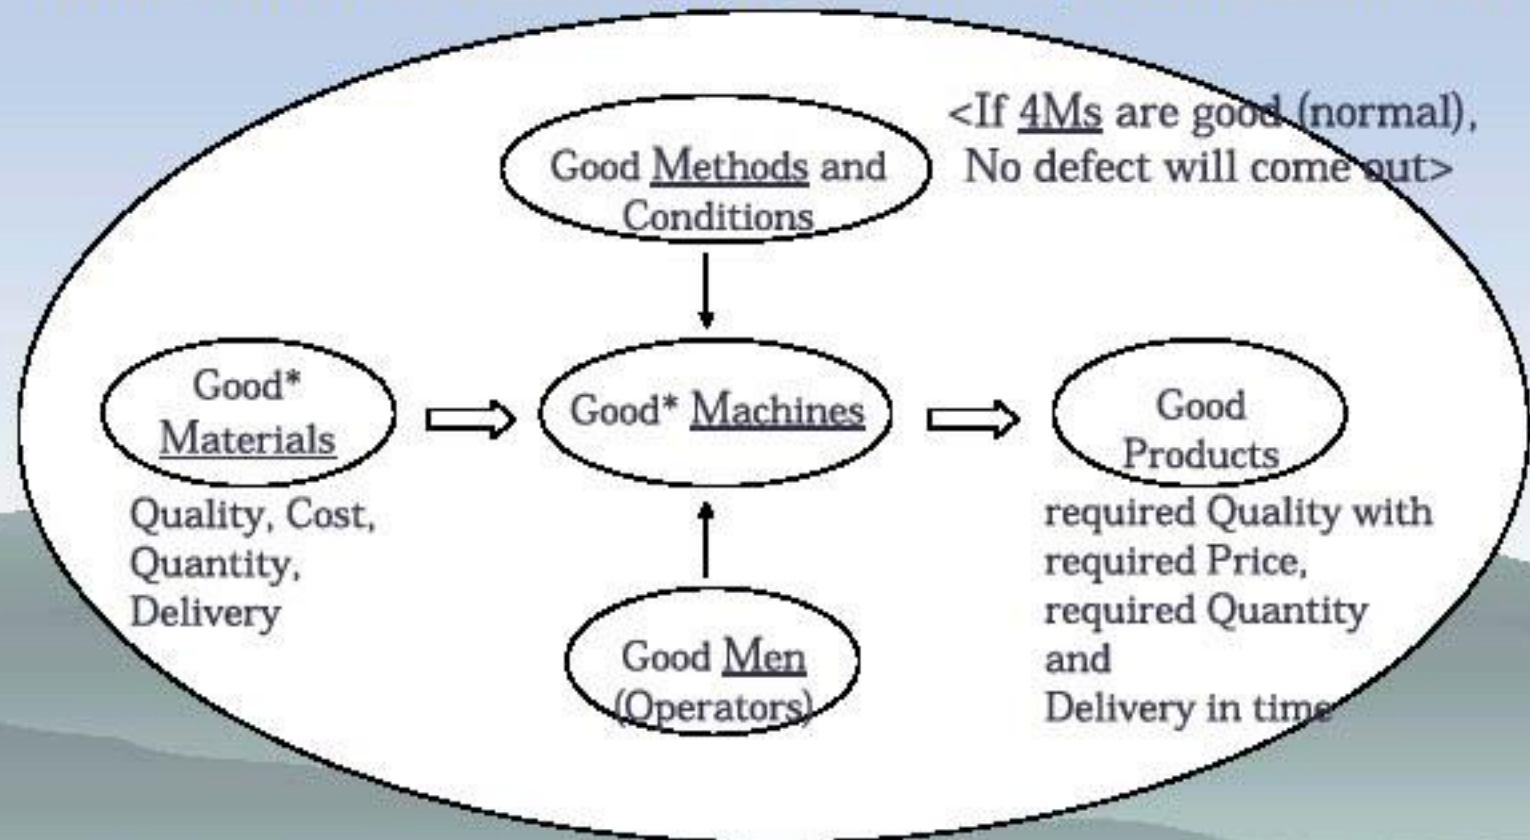 <If 4Ms are good (normal),
No defect will come out>
Good Methods and
Conditions
Good*
Materials
Quality, Cost,
Quantity,
Delivery
Good* Machines
Good
Products
required Quality with
required Price,
required Quantity
and
Delivery in time
Good Men
(Operators)